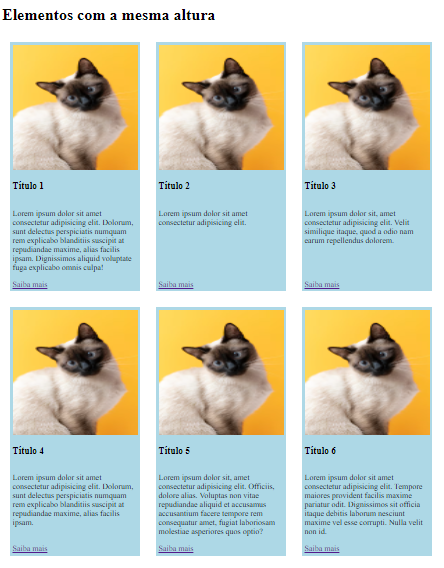 Elementos com a mesma altura
Título 1
Lorem ipsum dolor sit amet
consectetur adipisicing elit. Dolorum,
sunt delectus perspiciatis numquam
rem explicabo blanditiis suscipit at
repudiandae maxime, alias facilis
ipsam. Dignissimos aliquid voluptate
fuga explicabo omnis culpa!
Saiba mais
Título 2
Lorem ipsum dolor sit amet,
consectetur adipisicing elit.
Saiba mais
Título 3
Lorem ipsum dolor sit, amet
consectetur adipisicing elit. Velit
similique itaque, quod a odio nam
earum repellendus dolorem.
Saiba mais
Título 4
Lorem ipsum dolor sit amet
consectetur adipisicing elit. Dolorum,
sunt delectus perspiciatis numquam
rem explicabo blanditiis suscipit at
repudiandae maxime, alias facilis
ipsam.
Saiba mais
Título 5
Lorem ipsum dolor sit amet
consectetur adipisicing elit. Officiis,
dolore alias. Voluptas non vitae
repudiandae aliquid et accusamus
accusantium facere tempore rem
consequatur amet, fugiat laboriosam
molestiae asperiores quos optio?
Saiba mais
Título 6
Lorem ipsum dolor sit amet
consectetur adipisicing elit. Tempore
maiores provident facilis maxime
pariatur odit. Dignissimos sit officia
itaque debitis laborum nesciunt
maxime vel esse corrupti. Nulla velit
non id.
Saiba mais